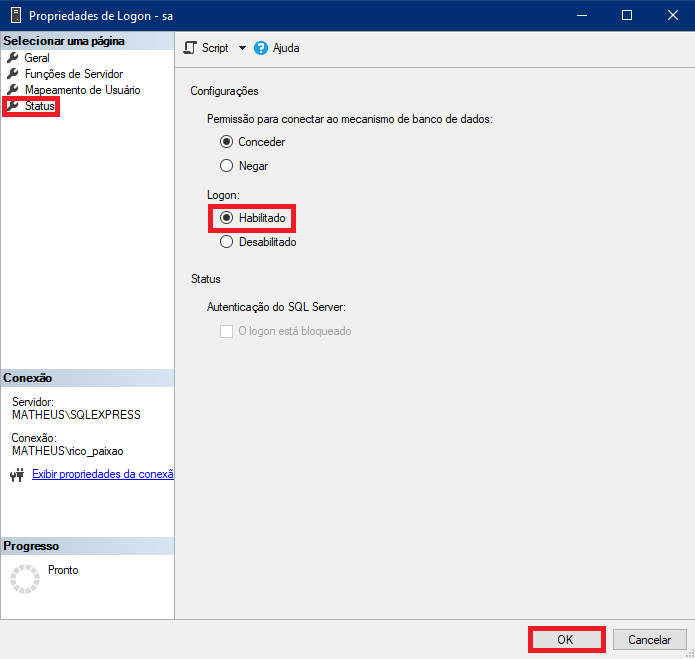 Propriedades de Logon - sa
Selecionar uma página
Geral
Funções de Servidor
Mapeamento de Usuário
Status
Script
Ajuda
Configurações
Permissão para conectar ao mecanismo de banco de dados:
Conceder
Negar
Logon:
Habilitado
Desabilitado
Status
Autenticação do SQL Server:
O logon está bloqueado
Conexão
Servidor:
MATHEUS\SQLEXPRESS
Conexão:
MATHEUS\rico_paixao
Exibir propriedades da conexã
Progresso
Pronto
OK
Cancelar